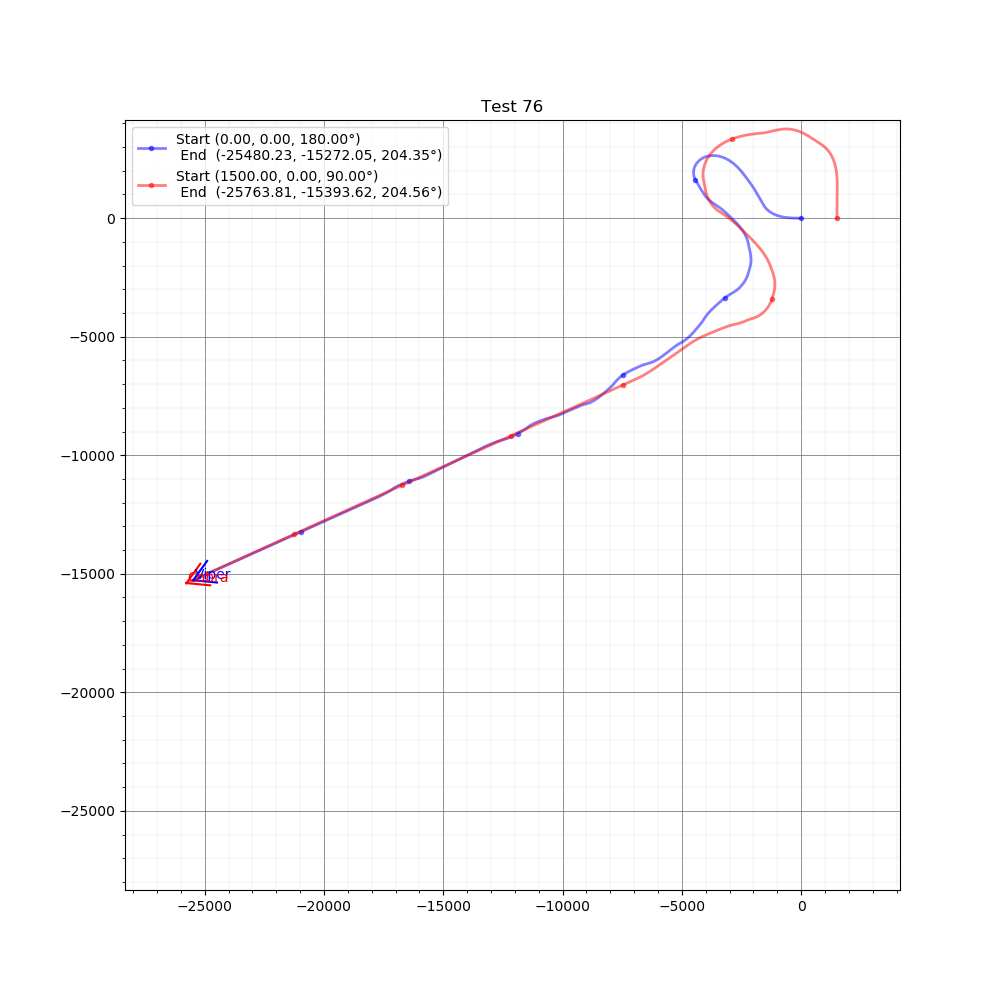 Test 76
Start (0.00, 0.00, 180.00°)
End (-25480.23, -15272.05, 204.35°)
Start (1500.00, 0.00, 90.00°)
End (-25763.81, -15393.62, 204.56°)
0
−5000
−10000
−15000
−20000
−25000
−25000
−20000
−15000
−10000
−5000
0